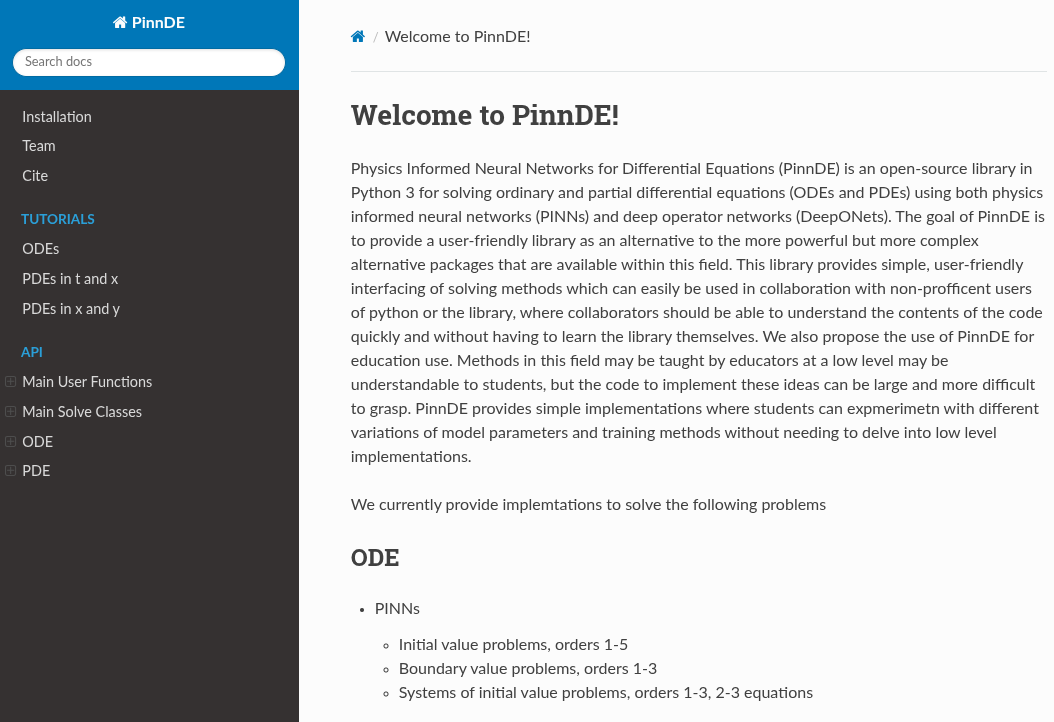 PinnDE
Search docs
Installation
Team
Cite
TUTORIALS
ODEs
PDEs in t and x
PDEs in x and y
API
Main User Functions
Main Solve Classes
ODE
PDE
/ Welcome to PinnDE!
Welcome to PinnDE!
Physics Informed Neural Networks for Differential Equations (PinnDE) is an open-source library in
Python 3 for solving ordinary and partial differential equations (ODEs and PDEs) using both physics
informed neural networks (PINNs) and deep operator networks (DeepONets). The goal of PinnDE is
to provide a user-friendly library as an alternative to the more powerful but more complex
alternative packages that are available within this field. This library provides simple, user-friendly
interfacing of solving methods which can easily be used in collaboration with non-profficent users
of python or the library, where collaborators should be able to understand the contents of the code
quickly and without having to learn the library themselves. We also propose the use of PinnDE for
education use. Methods in this field may be taught by educators at a low level may be
understandable to students, but the code to implement these ideas can be large and more difficult
to grasp. PinnDE provides simple implementations where students can expmerimetn with different
variations of model parameters and training methods without needing to delve into low level
implementations.
We currently provide implemtations to solve the following problems
ODE
• PINNs
◦ Initial value problems, orders 1-5
◦ Boundary value problems, orders 1-3
◦ Systems of initial value problems, orders 1-3, 2-3 equations